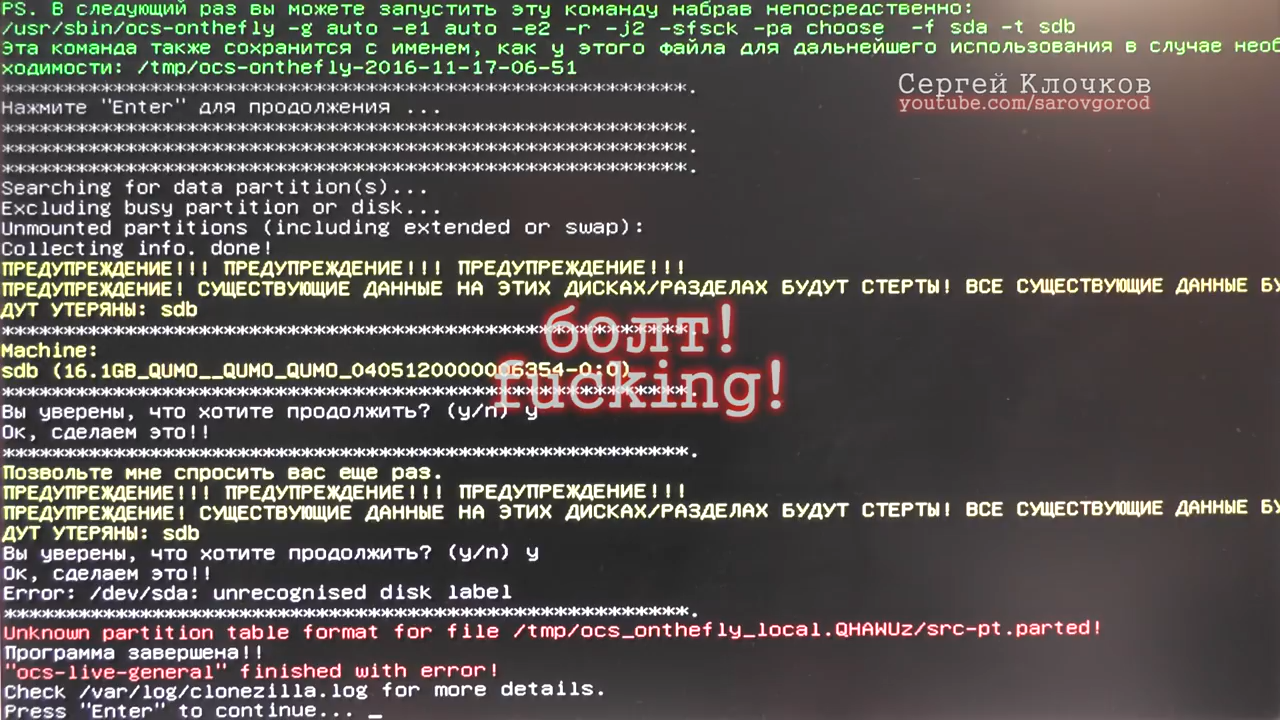 PS. В следующий раз вы можете запустить эту команду набрав непосредственно:
/usr/sbin/ocs-onthefly -g auto -e1 auto -e2 -r -j2 -sfsck -pa choose -f sda -t sdb
Эта команда также сохранится с именем, как у этого файла для дальнейшего использования в случае необ
ходимости: /tmp/ocs-onthefly-2016-11-17-06-51
*************************************************************.
Сергей Клочков
youtube.com/sarovgorod
Нажмите "Enter" для продолжения ...
*************************************************************.
*************************************************************.
*************************************************************.
Searching for data partition(s)...
Excluding busy partition or disk...
Unmounted partitions (including extended or swap):
Collecting info. done!
ПРЕДУПРЕЖДЕНИЕ!!! ПРЕДУПРЕЖДЕНИЕ!!! ПРЕДУПРЕЖДЕНИЕ!!!
ПРЕДУПРЕЖДЕНИЕ! СУЩЕСТВУЮЩИЕ ДАННЫЕ НА ЭТИХ ДИСКАХ/РАЗДЕЛАХ БУДУТ СТЕРТЫ! ВСЕ СУЩЕСТВУЮЩИЕ ДАННЫЕ БУ
ДУТ УТЕРЯНЫ: sdb
*************************************************************.
болт!
Machine:
sdb (16.1GB_QUMO__QUMO_QUMO_0405120000006354-0:0)
fucking!
*************************************************************.
Вы уверены, что хотите продолжить? (y/n) y
Ок, сделаем это!!
*************************************************************.
Позвольте мне спросить вас еще раз.
ПРЕДУПРЕЖДЕНИЕ!!! ПРЕДУПРЕЖДЕНИЕ!!! ПРЕДУПРЕЖДЕНИЕ!!!
ПРЕДУПРЕЖДЕНИЕ! СУЩЕСТВУЮЩИЕ ДАННЫЕ НА ЭТИХ ДИСКАХ/РАЗДЕЛАХ БУДУТ СТЕРТЫ! ВСЕ СУЩЕСТВУЮЩИЕ ДАННЫЕ БУ
ДУТ УТЕРЯНЫ: sdb
Вы уверены, что хотите продолжить? (y/n) y
Ок, сделаем это!!
Error: /dev/sda: unrecognised disk label
*************************************************************.
Unknown partition table format for file /tmp/ocs_onthefly_local.QHAWUz/src-pt.parted!
Программа завершена!!
"ocs-live-general" finished with error!
Check /var/log/clonezilla.log for more details.
Press "Enter" to continue... _